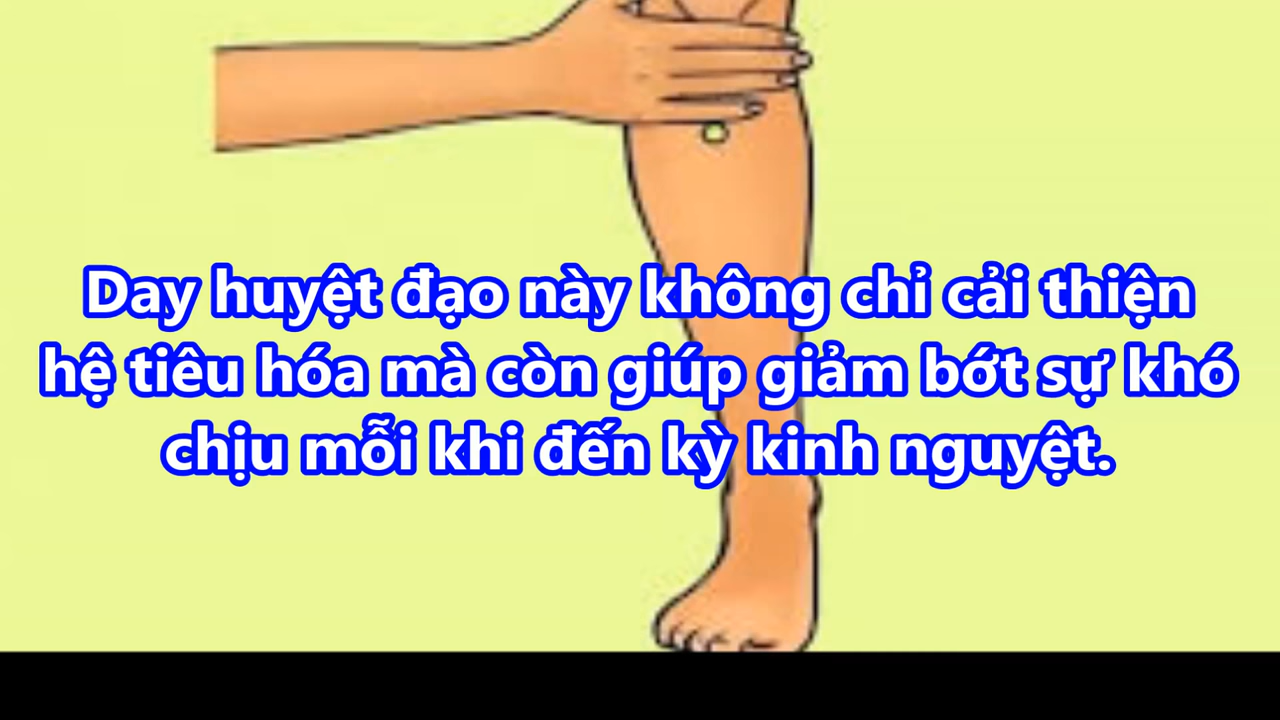 Day huyệt đạo này không chỉ cải thiện
hệ tiêu hóa mà còn giúp giảm bớt sự khó
chịu mỗi khi đến kỳ kinh nguyệt.